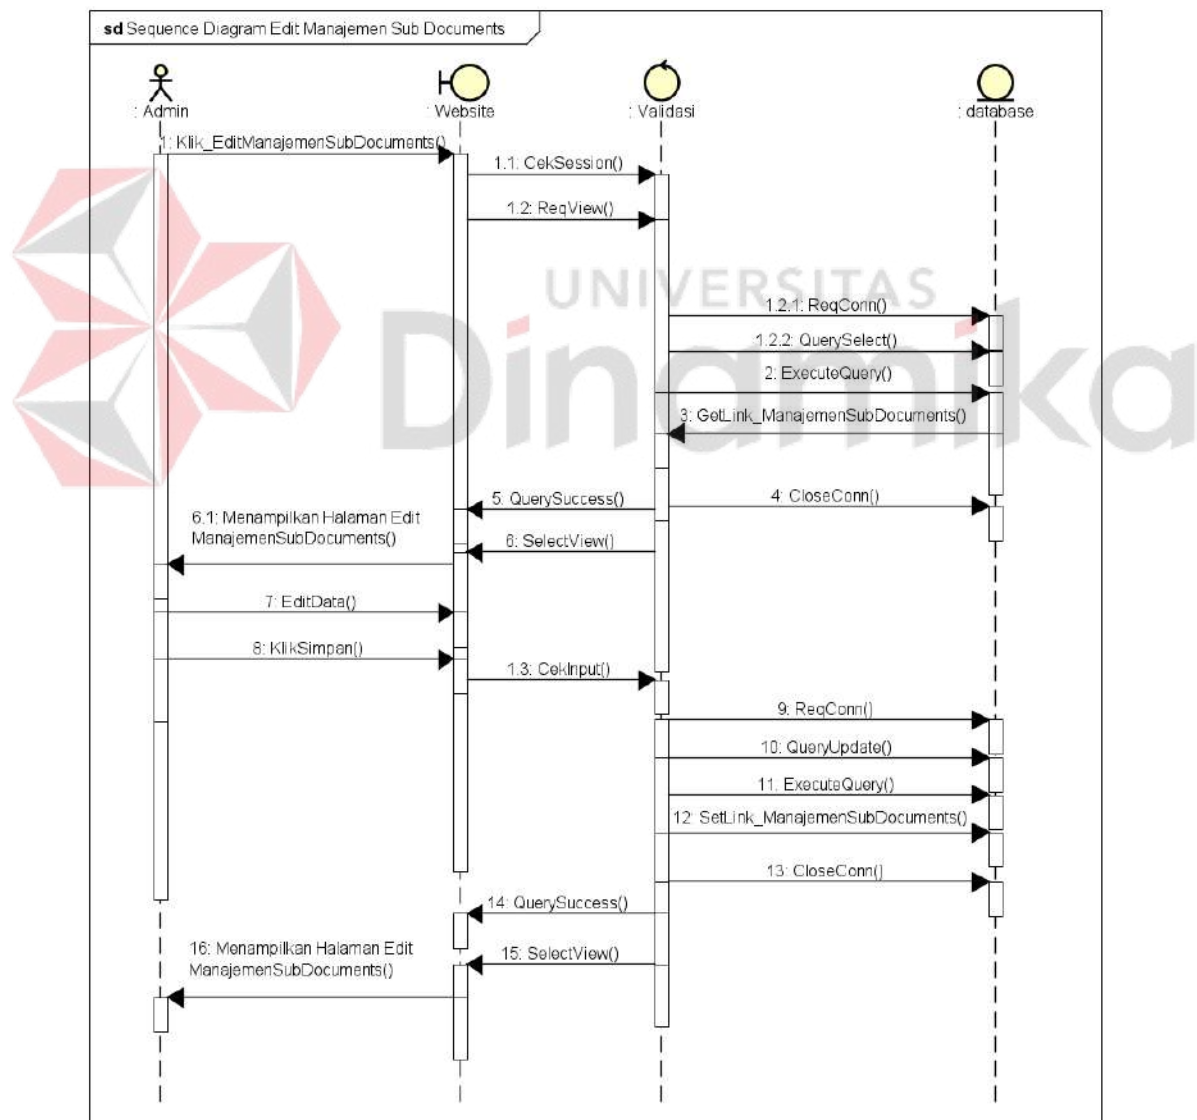 sd Sequence Diagram Edit Manajemen Sub Documents
: Admin
: Website
: Validasi
: database
1: Klik_EditManajemenSubDocuments()
1.1: CekSession()
1.2: ReqView()
UNIVERSITAS
Dinamika
1.2.1: ReqConn()
1.2.2: QuerySelect()
2: ExecuteQuery()
3: GetLink_ManajemenSubDocuments()
4: CloseConn()
5: QuerySuccess()
6: SelectView()
6.1: Menampilkan Halaman Edit
ManajemenSubDocuments()
7: EditData()
8: KlikSimpan()
1.3: CekInput()
9: ReqConn()
10: QueryUpdate()
11: ExecuteQuery()
12: SetLink_ManajemenSubDocuments()
13: CloseConn()
14: QuerySuccess()
15: SelectView()
16: Menampilkan Halaman Edit
ManajemenSubDocuments()